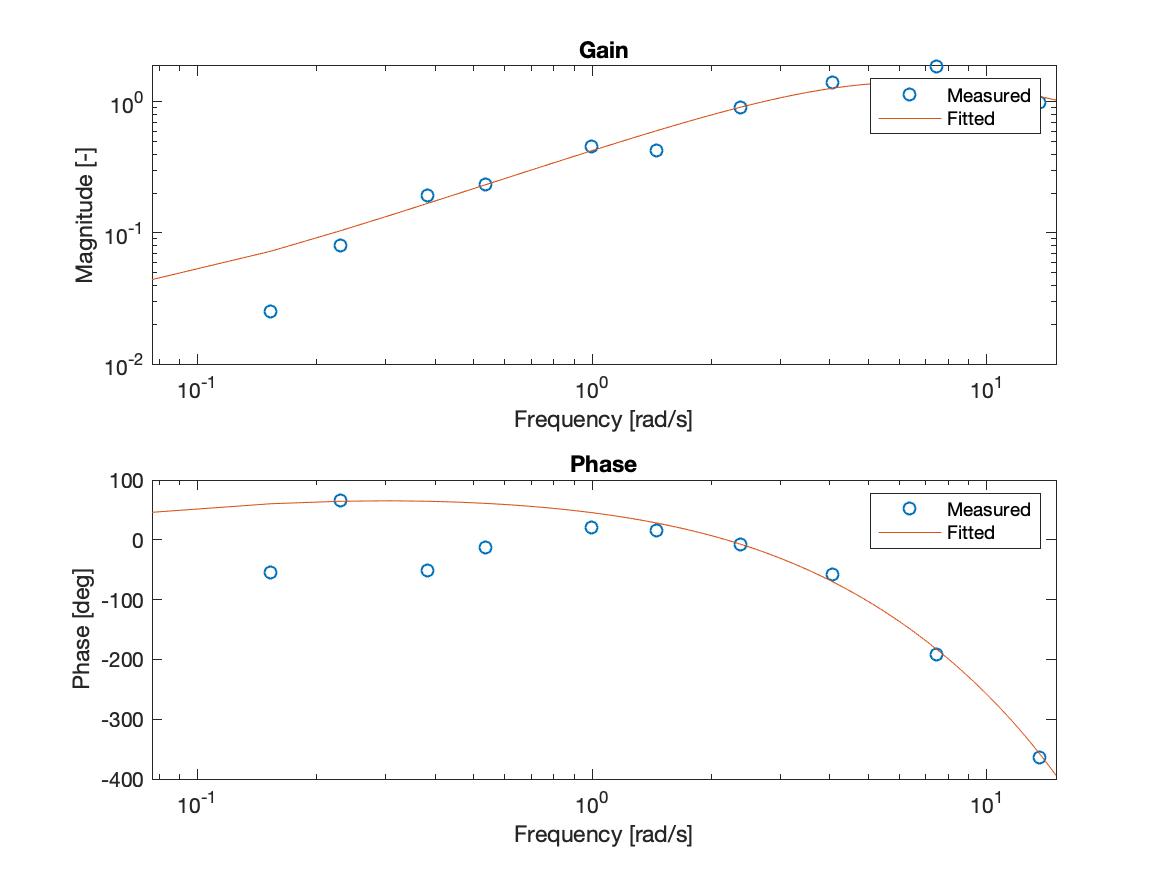 Gain
Measured
Fitted
10^0
10^-1
10^-2
Magnitude [-]
10^-1 10^0 10^1
Frequency [rad/s]
Phase
Measured
Fitted
100
0
-100
-200
-300
-400
Phase [deg]
10^-1 10^0 10^1
Frequency [rad/s]